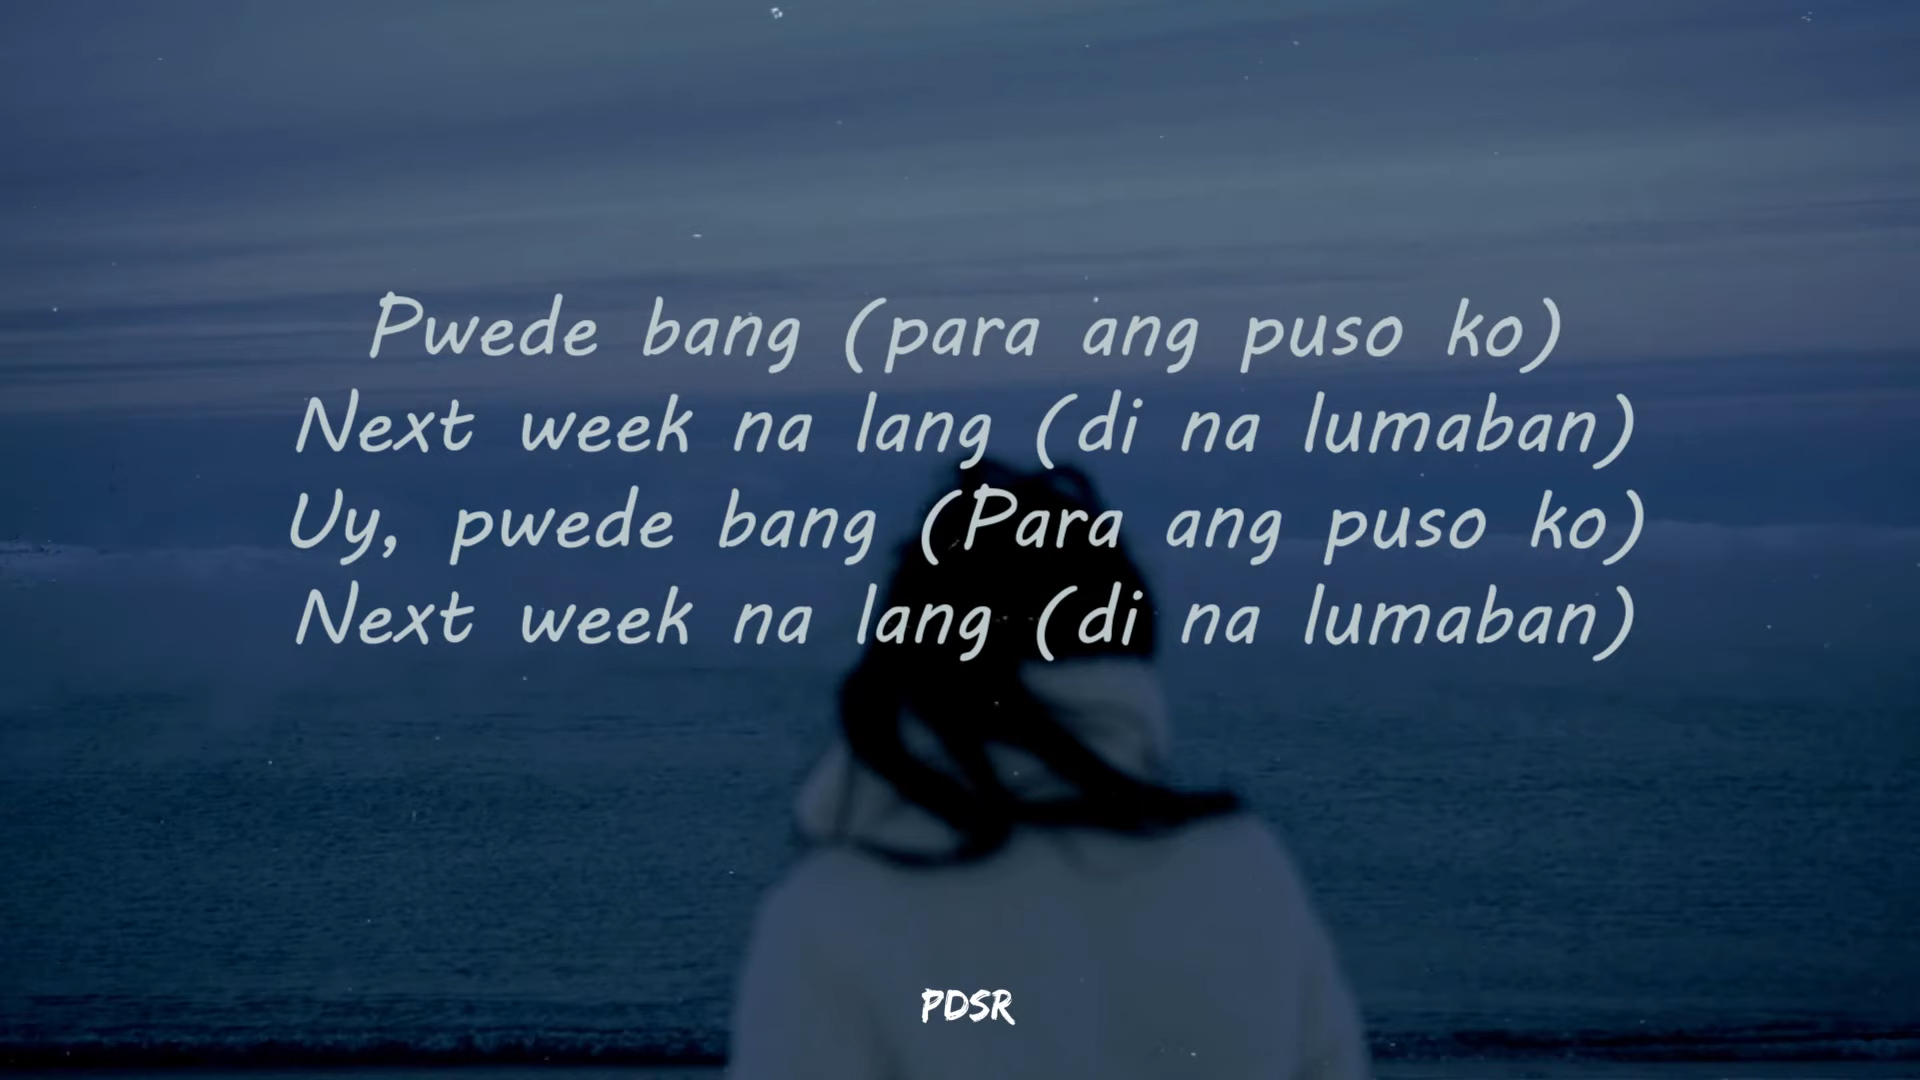 Pwede bang (para ang puso ko)
Next week na lang (di na lumaban)
Uy, pwede bang (Para ang puso ko)
Next week na lang (di na lumaban)
PDSR